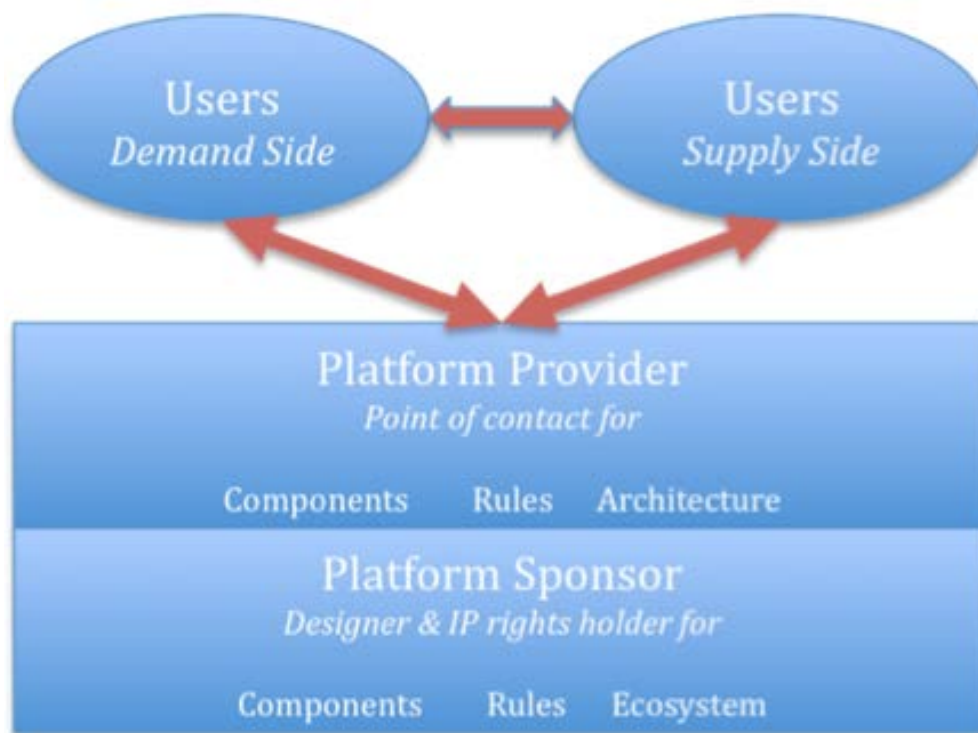 Users
Demand Side
Users
Supply Side
Platform Provider
Point of contact for
Components Rules Architecture
Platform Sponsor
Designer & IP rights holder for
Components Rules Ecosystem